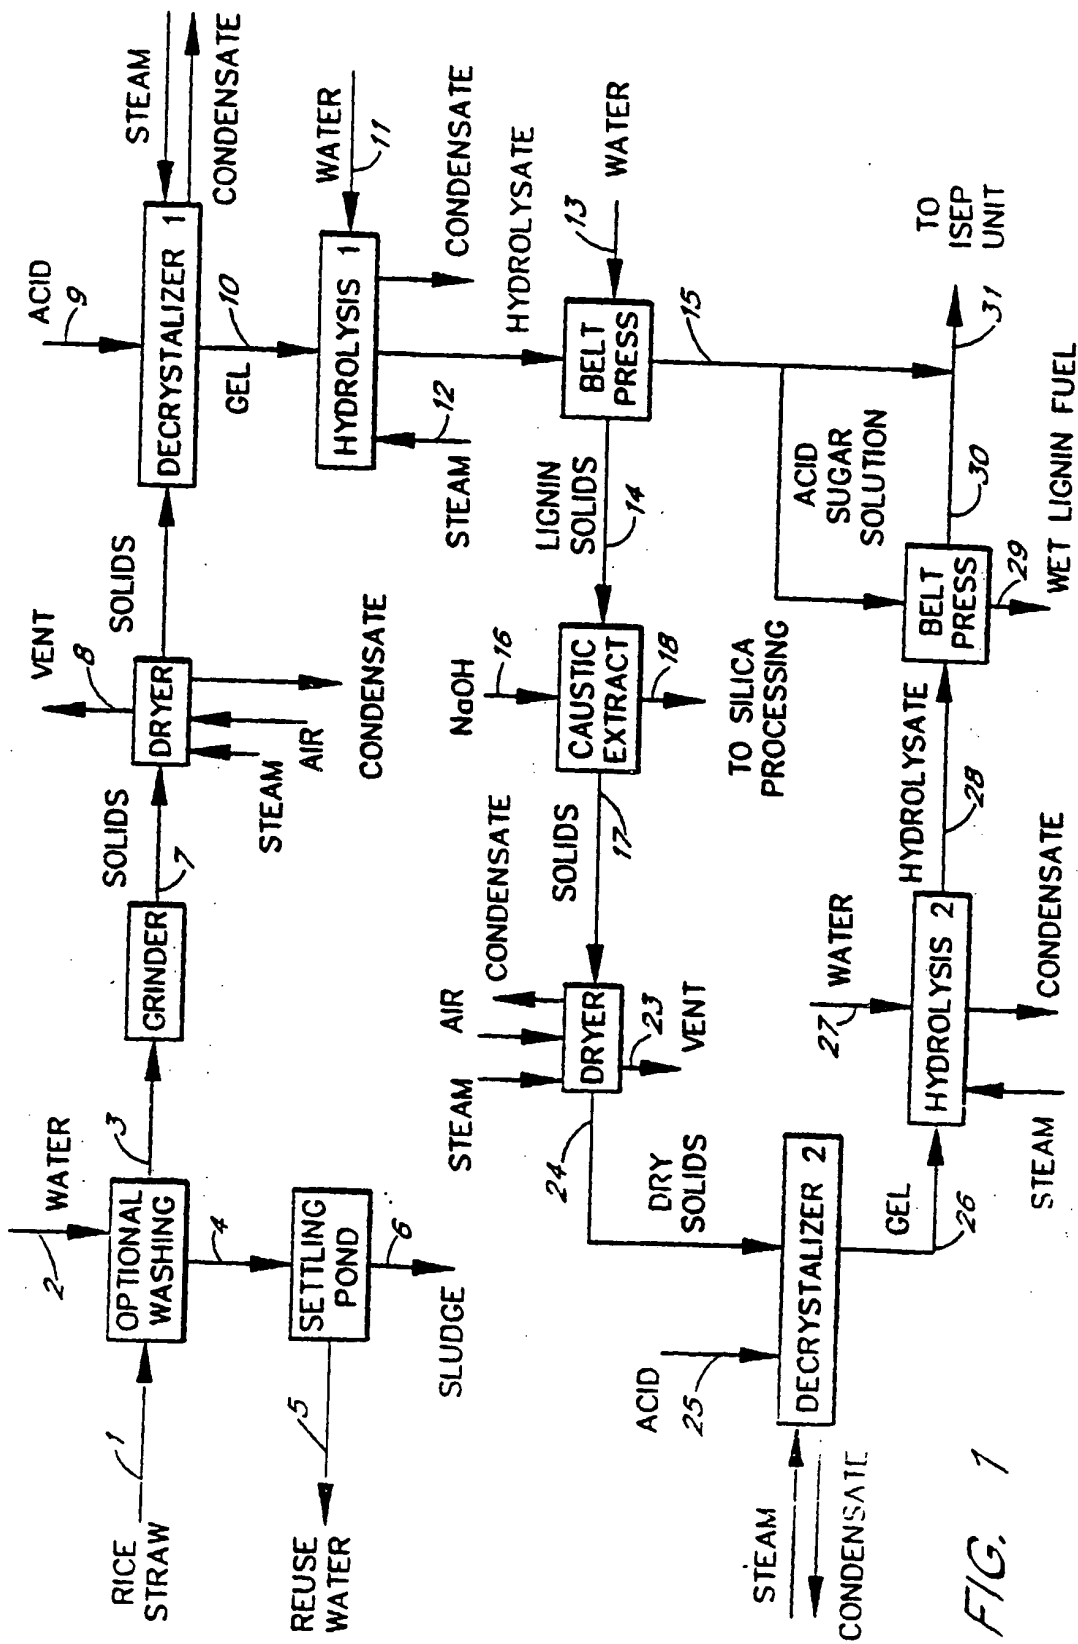 RICE
STRAW
1
2
WATER
OPTIONAL
WASHING
3
4
SETTLING
POND
5
REUSE
WATER
6
SLUDGE
GRINDER
SOLIDS
7
DRYER
VENT
8
STEAM
AIR
CONDENSATE
SOLIDS
ACID
9
DECRYSTALIZER 1
STEAM
CONDENSATE
10
GEL
HYDROLYSIS 1
WATER
11
STEAM
12
CONDENSATE
HYDROLYSATE
BELT
PRESS
13
WATER
LIGNIN
SOLIDS
14
15
NaOH
16
CAUSTIC
EXTRACT
18
TO SILICA
PROCESSING
SOLIDS
17
DRYER
STEAM
AIR
CONDENSATE
23
VENT
24
DRY
SOLIDS
ACID
25
DECRYSTALIZER 2
STEAM
CONDENSATE
GEL
26
HYDROLYSIS 2
WATER
27
STEAM
CONDENSATE
HYDROLYSATE
28
BELT
PRESS
ACID
SUGAR
SOLUTION
29
WET LIGNIN FUEL
30
31
TO
ISEP
UNIT
FIG. 1